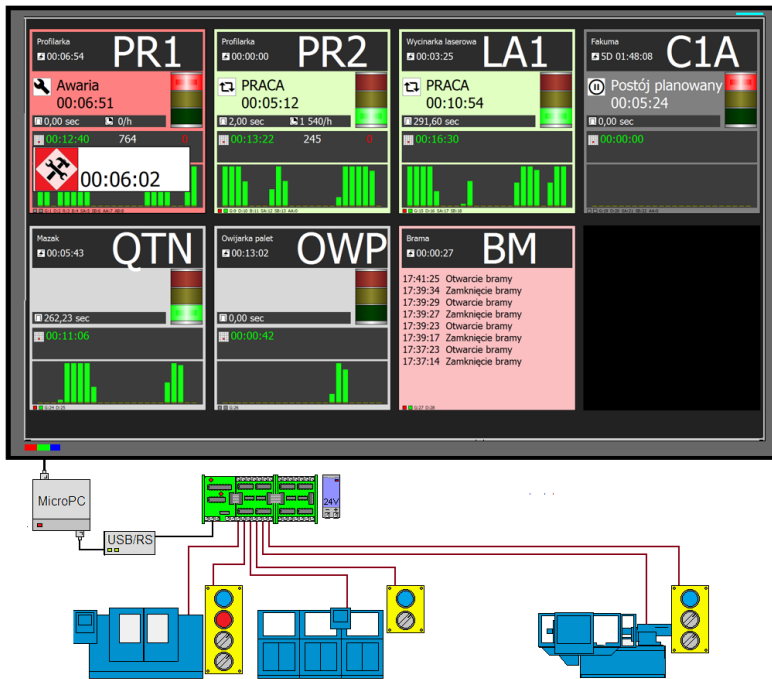 Profilarka
00:06:54
PR1
Awaria
00:06:51
0,00 sec
0/h
00:12:40
764
0
00:06:02
Profilarka
00:00:00
PR2
PRACA
00:05:12
2,00 sec
1 540/h
00:13:22
245
0
Wycinarka laserowa
00:03:25
LA1
PRACA
00:10:54
291,60 sec
00:16:30
Fakuma
5D 01:48:08
C1A
Postój planowany
00:05:24
0,00 sec
00:00:00
Mazak
00:05:43
QTN
262,23 sec
00:11:06
G:24 D:25
Owijarka palet
00:13:02
OWP
0,00 sec
00:00:42
G:26
Brama
00:00:27
BM
17:41:25 Otwarcie bramy
17:39:34 Zamknięcie bramy
17:39:29 Otwarcie bramy
17:39:27 Zamknięcie bramy
17:39:23 Otwarcie bramy
17:39:17 Zamknięcie bramy
17:37:23 Otwarcie bramy
17:37:14 Zamknięcie bramy
G:27 D:28
MicroPC
USB/RS
24V